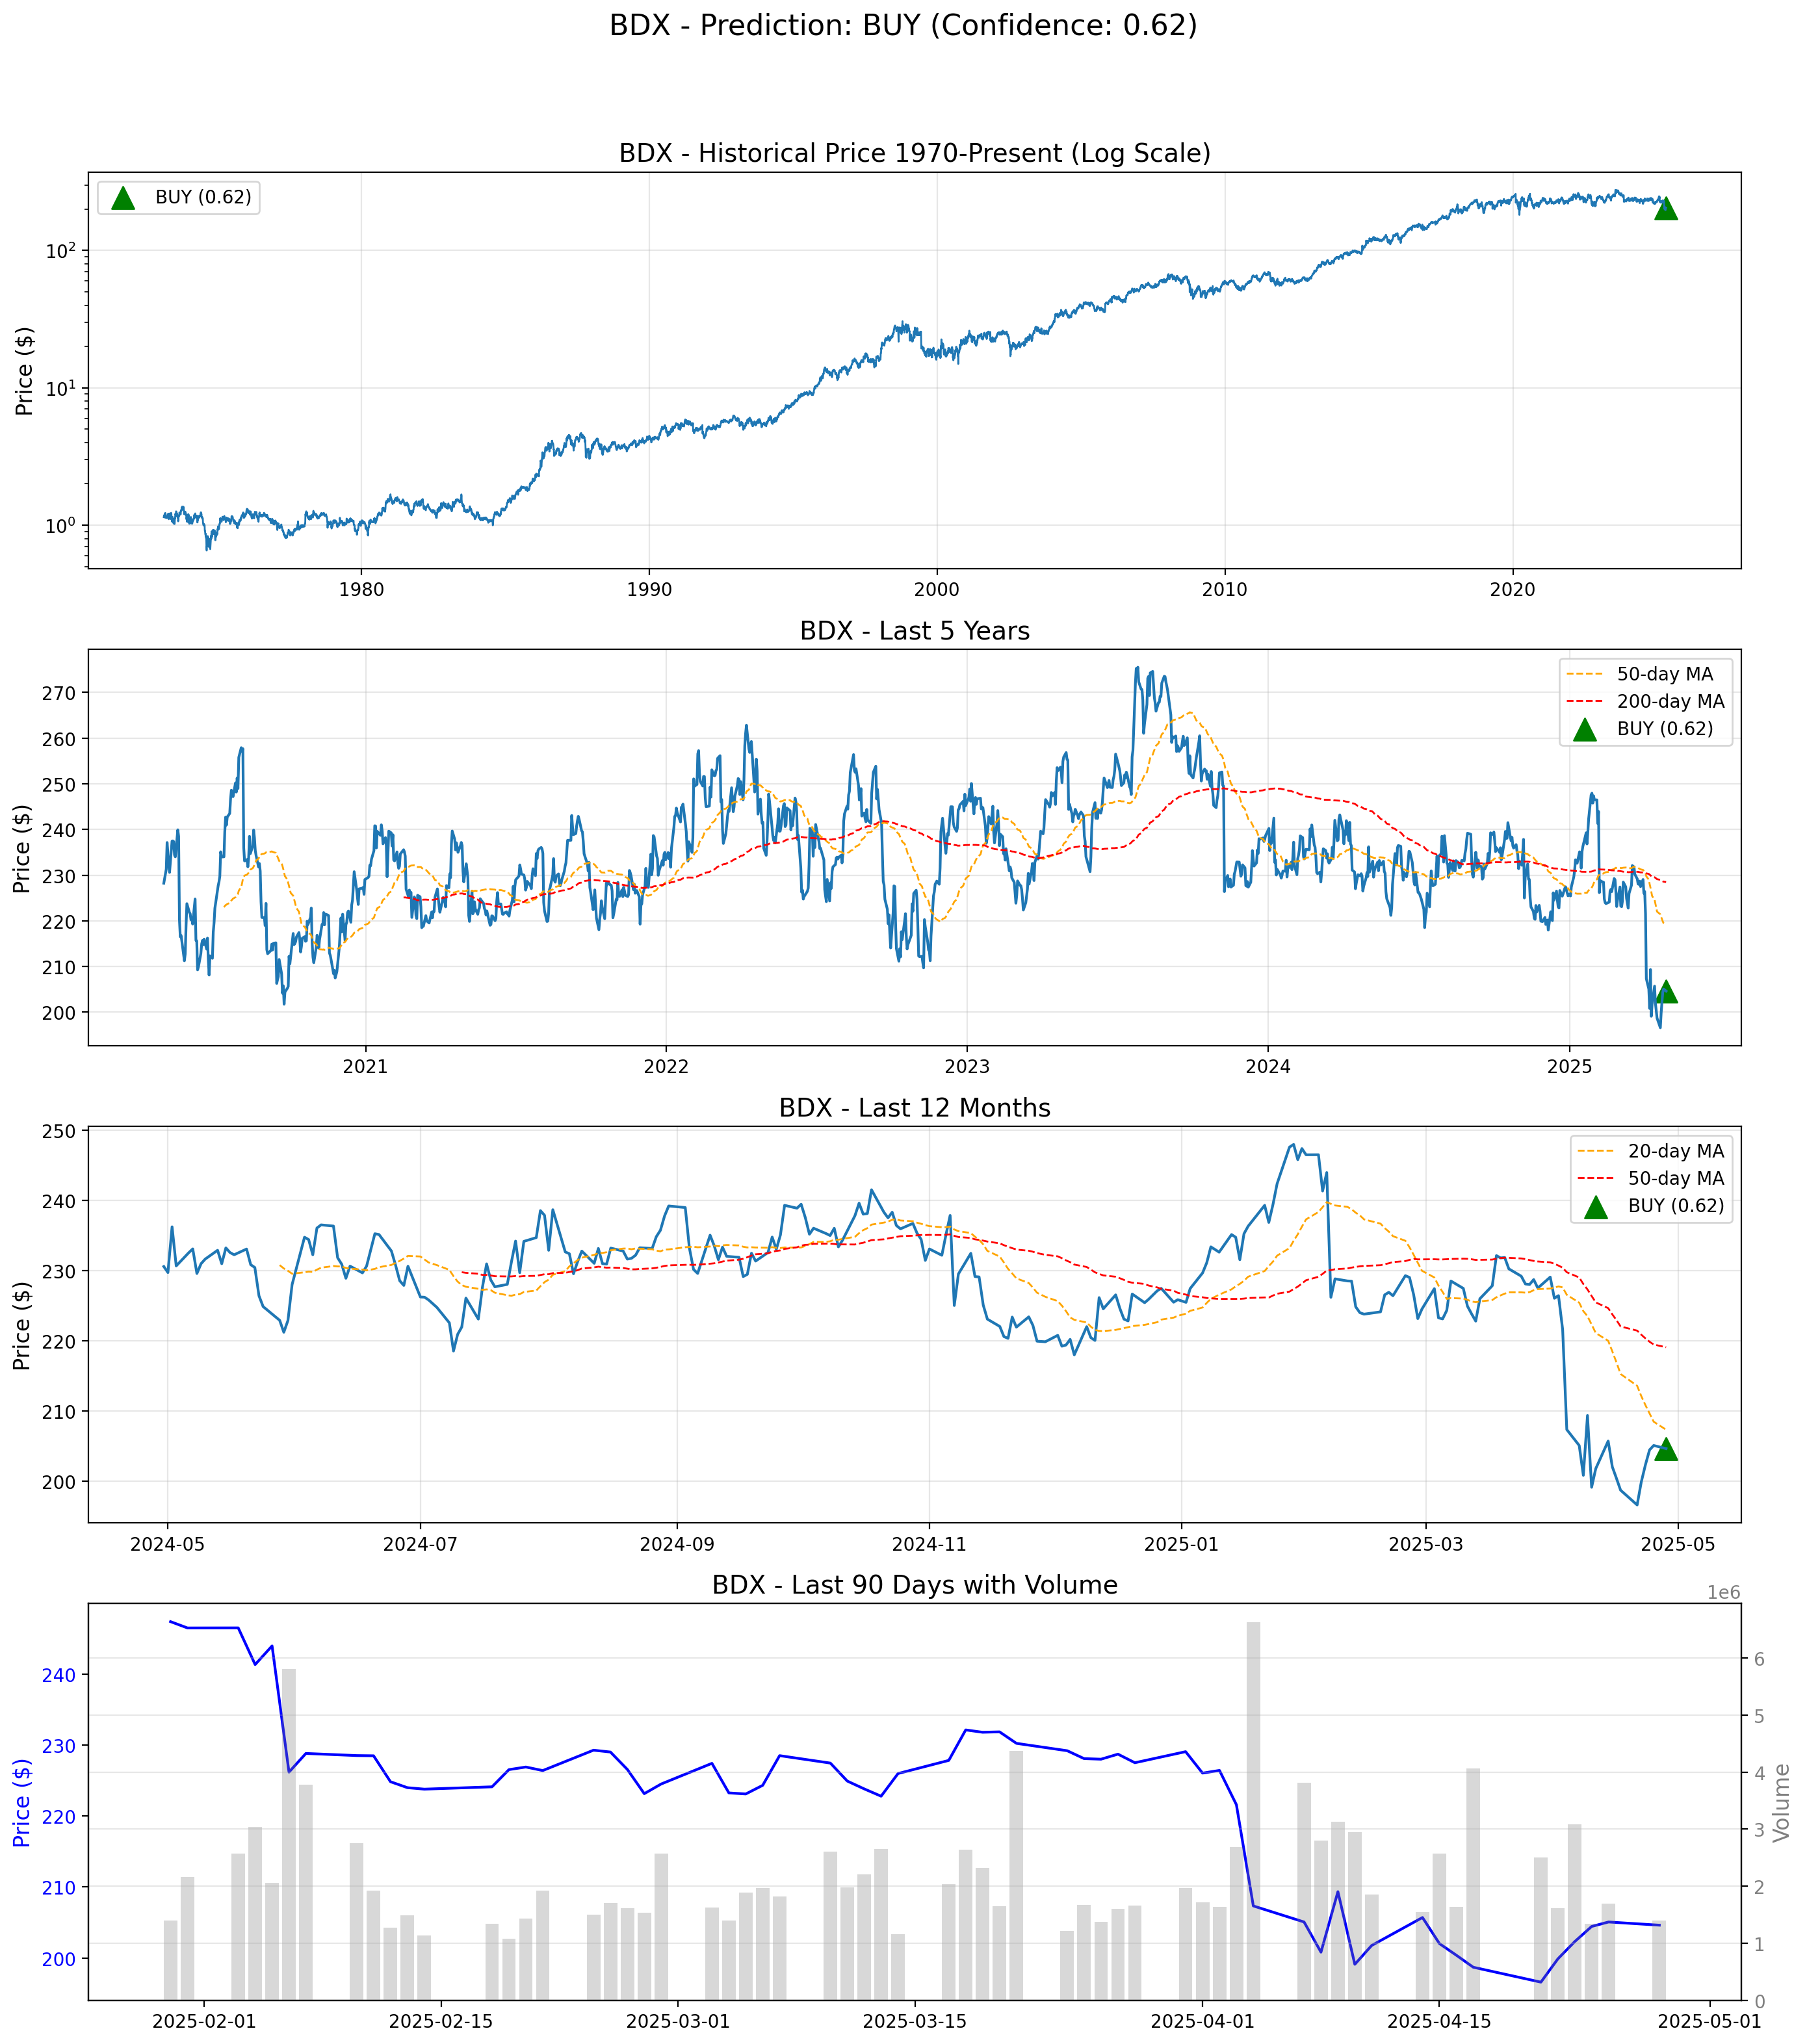 BDX - Prediction: BUY (Confidence: 0.62)
BDX - Historical Price 1970-Present (Log Scale)
BUY (0.62)
Price ($)
10²
10¹
10⁰
1980 1990 2000 2010 2020
BDX - Last 5 Years
50-day MA
200-day MA
BUY (0.62)
Price ($)
270
260
250
240
230
220
210
200
2021 2022 2023 2024 2025
BDX - Last 12 Months
20-day MA
50-day MA
BUY (0.62)
Price ($)
250
240
230
220
210
200
2024-05 2024-07 2024-09 2024-11 2025-01 2025-03 2025-05
BDX - Last 90 Days with Volume
1e6
Price ($)
240
230
220
210
200
6
5
4
3
2
1
0
Volume
2025-02-01 2025-02-15 2025-03-01 2025-03-15 2025-04-01 2025-04-15 2025-05-01